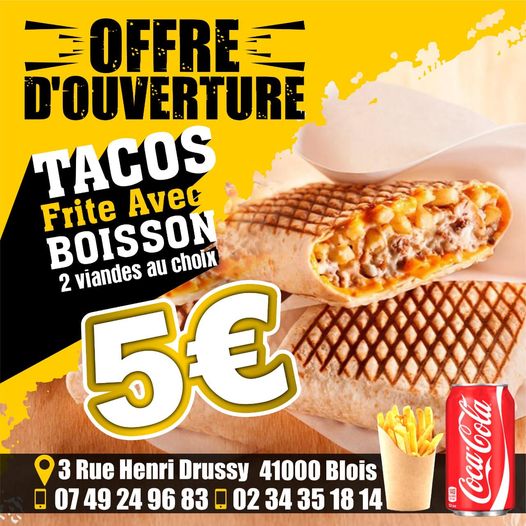 OFFRE
D'OUVERTURE
TACOS
Frite Avec
BOISSON
2 viandes au choix
5€
3 Rue Henri Drussy 41000 Blois
07 49 24 96 83 02 34 35 18 14
Coca-Cola